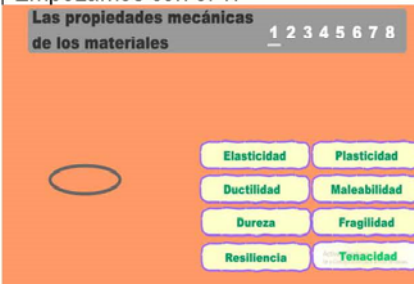 Las propiedades mecánicas
de los materiales
1 2 3 4 5 6 7 8
Elasticidad
Plasticidad
Ductilidad
Maleabilidad
Dureza
Fragilidad
Resiliencia
Tenacidad